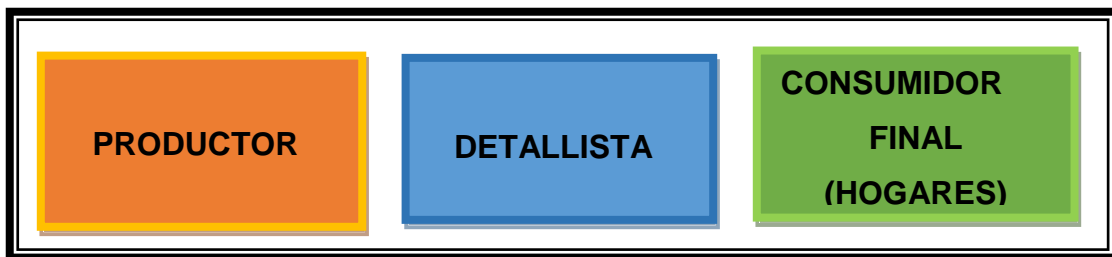 PRODUCTOR
DETALLISTA
CONSUMIDOR
FINAL
(HOGARES)